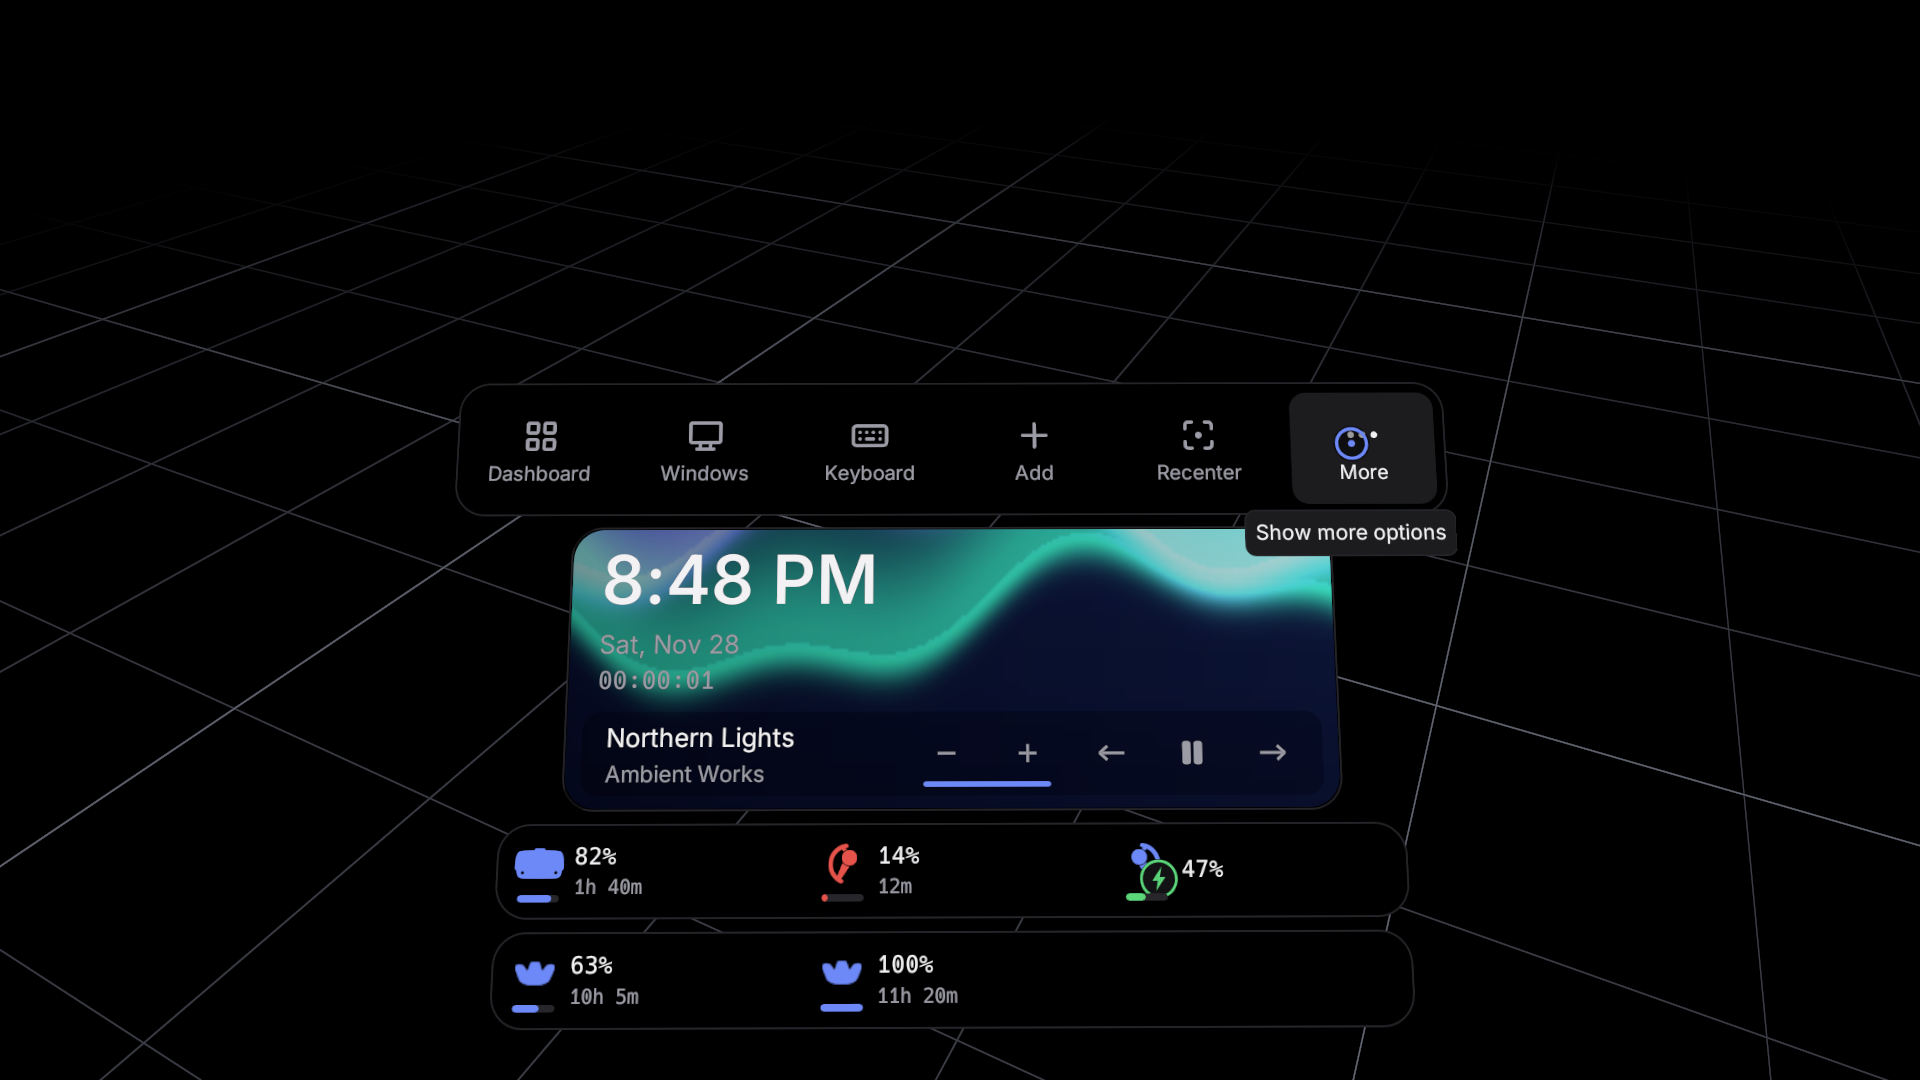 Dashboard
Windows
Keyboard
Add
Recenter
More
Show more options
8:48 PM
Sat, Nov 28
00:00:01
Northern Lights
Ambient Works
82%
1h 40m
14%
12m
47%
63%
10h 5m
100%
11h 20m